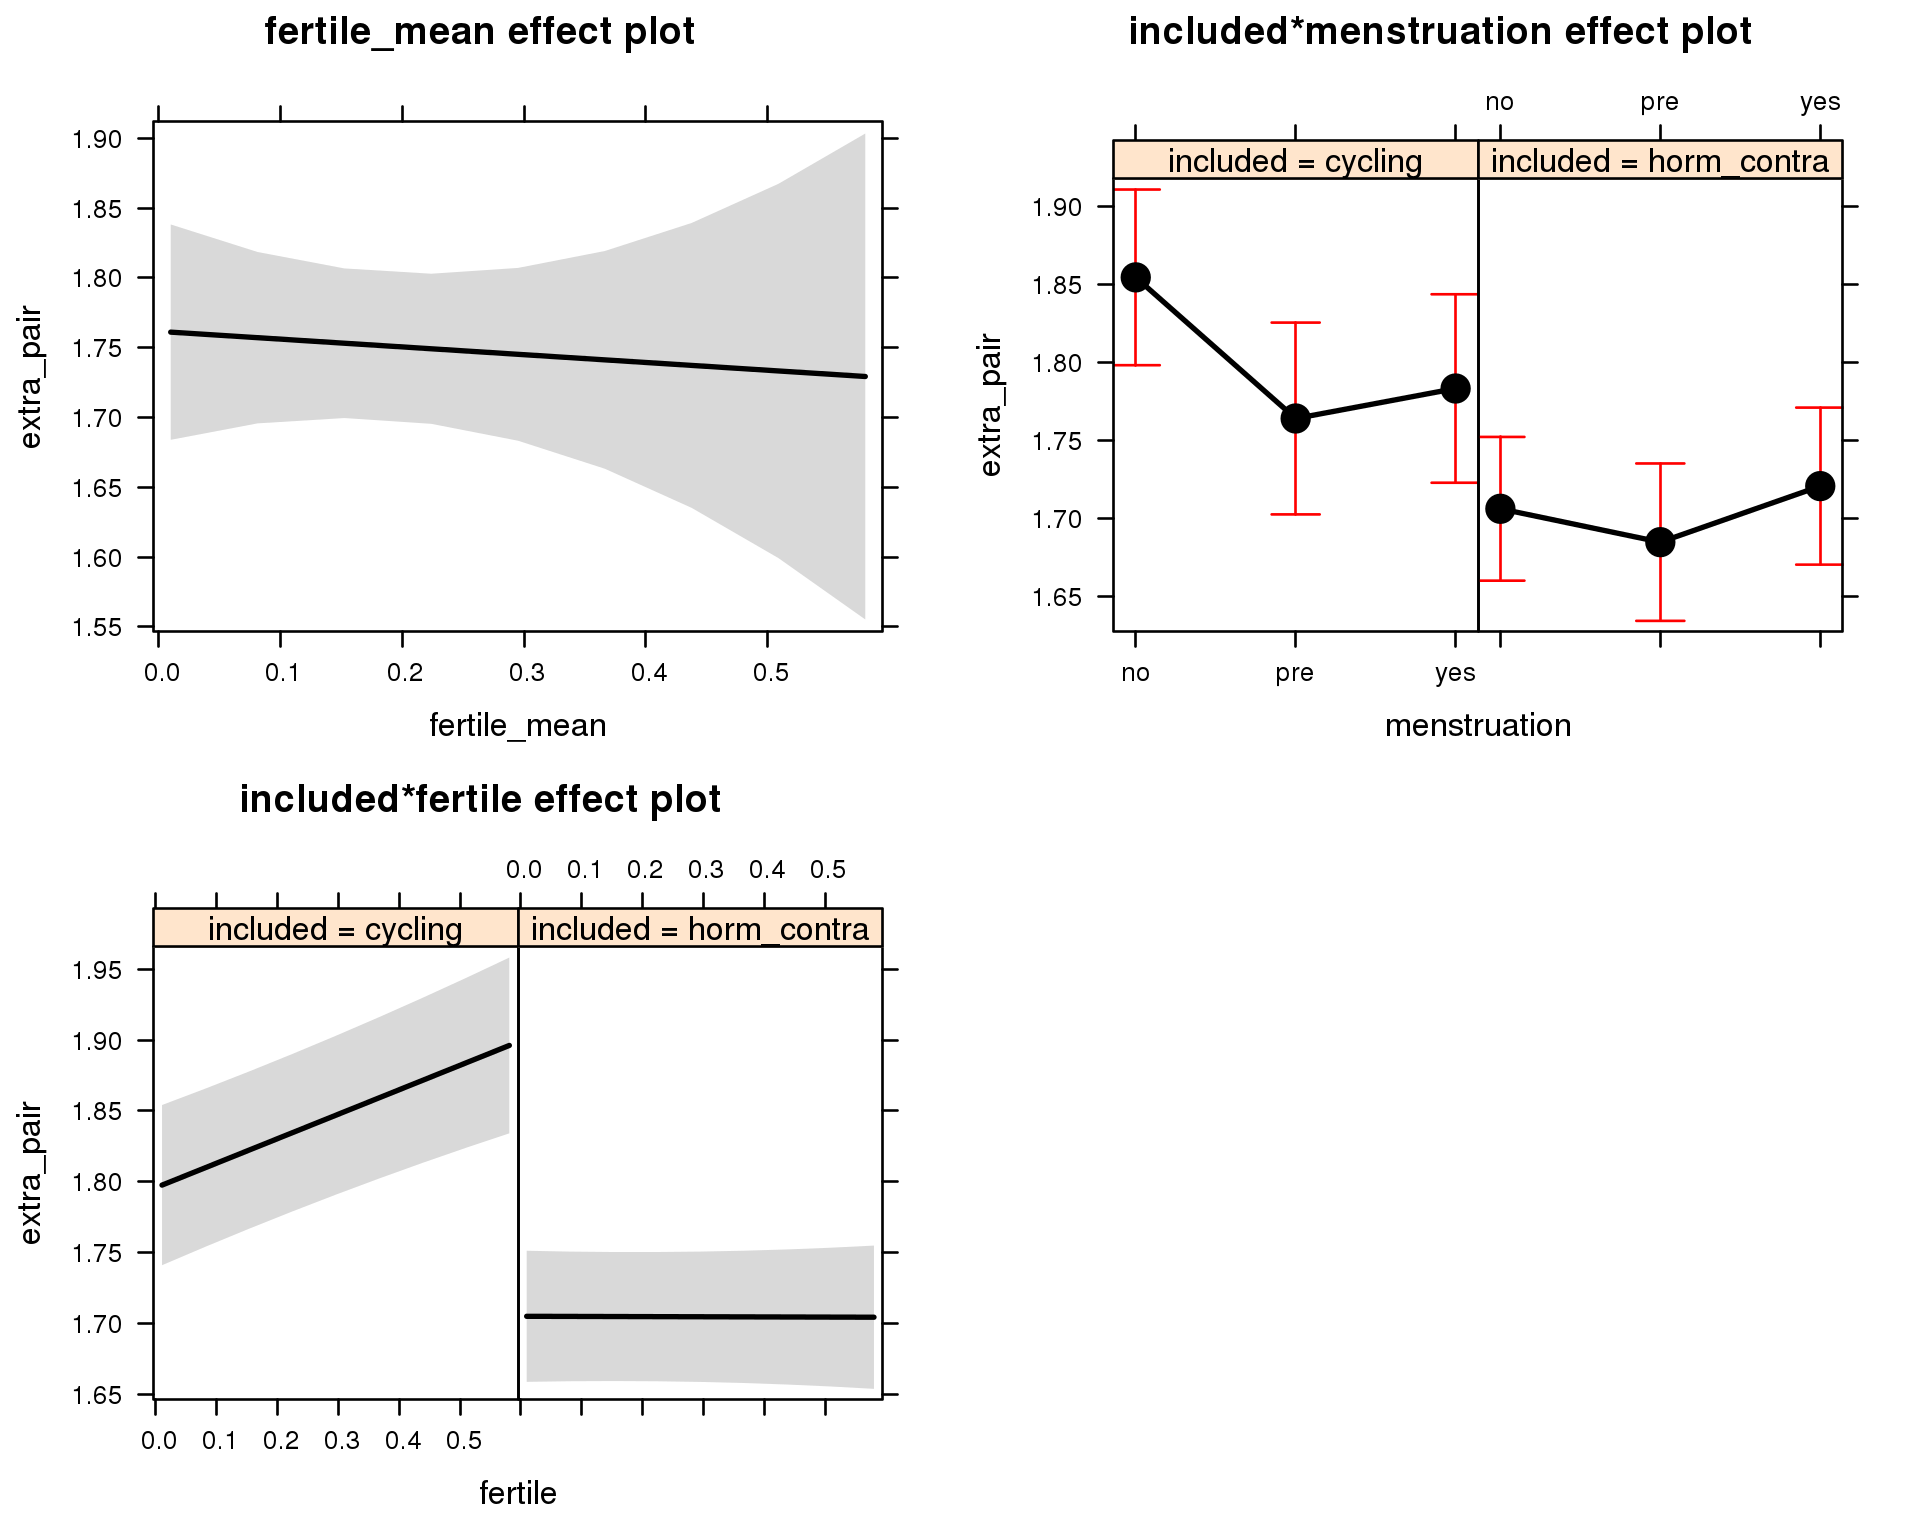 fertile_mean effect plot
1.90
1.85
1.80
1.75
1.70
1.65
1.60
1.55
extra_pair
0.0 0.1 0.2 0.3 0.4 0.5
fertile_mean
included*menstruation effect plot
no pre yes
included = cycling included = horm_contra
1.90
1.85
1.80
1.75
1.70
1.65
extra_pair
no pre yes
menstruation
included*fertile effect plot
0.0 0.1 0.2 0.3 0.4 0.5
included = cycling included = horm_contra
1.95
1.90
1.85
1.80
1.75
1.70
1.65
extra_pair
0.0 0.1 0.2 0.3 0.4 0.5
fertile